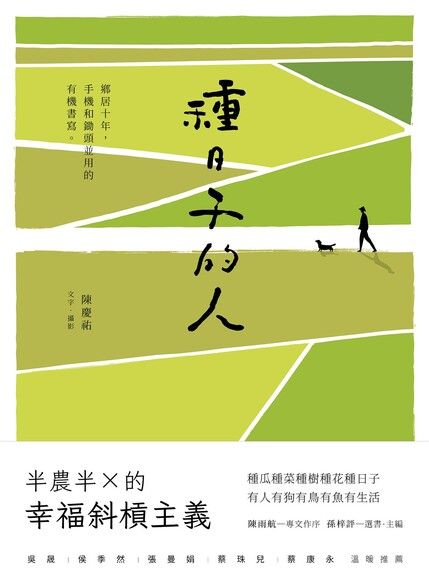 種日子的人
鄉居十年，
手機和鋤頭並用的
有機書寫。
陳慶祐
文字・攝影
半農半×的
幸福斜槓主義
種瓜種菜種樹種花種日子
有人有狗有鳥有魚有生活
陳雨航—專文作序 孫梓評—選書・主編
吳晟｜侯季然｜張曼娟｜蔡珠兒｜蔡康永｜溫暖推薦